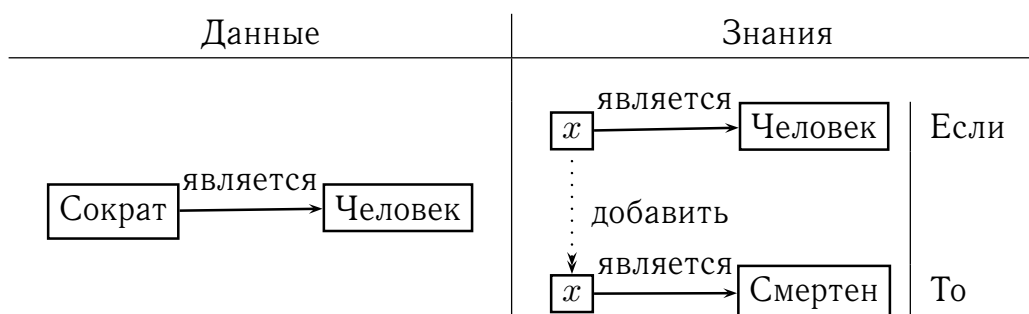 Данные
Знания
Сократ является Человек
x является Человек Если
добавить
x является Смертен То